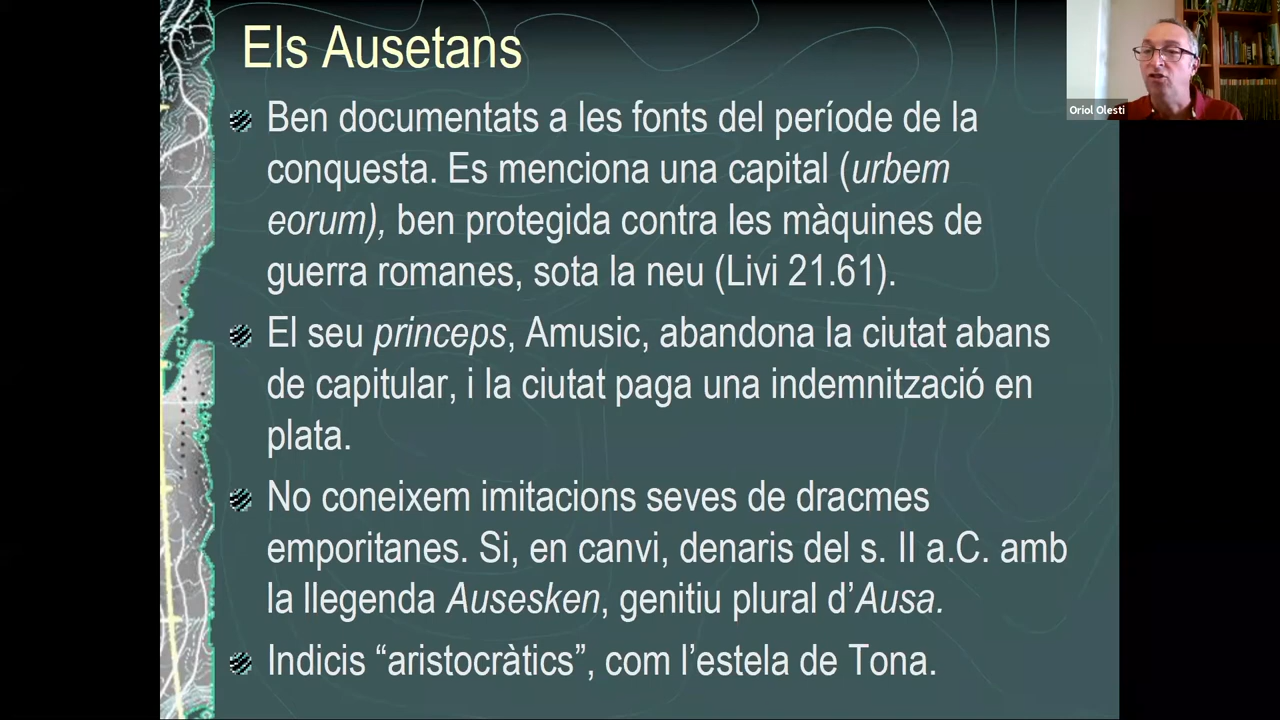 Els Ausetans
Oriol Olesti
Ben documentats a les fonts del període de la
conquesta. Es menciona una capital (urbem
eorum), ben protegida contra les màquines de
guerra romanes, sota la neu (Livi 21.61).
El seu princeps, Amusic, abandona la ciutat abans
de capitular, i la ciutat paga una indemnització en
plata.
No coneixem imitacions seves de dracmes
emporitanes. Si, en canvi, denaris del s. II a.C. amb
la llegenda Ausesken, genitiu plural d’Ausa.
Indicis “aristocràtics”, com l’estela de Tona.